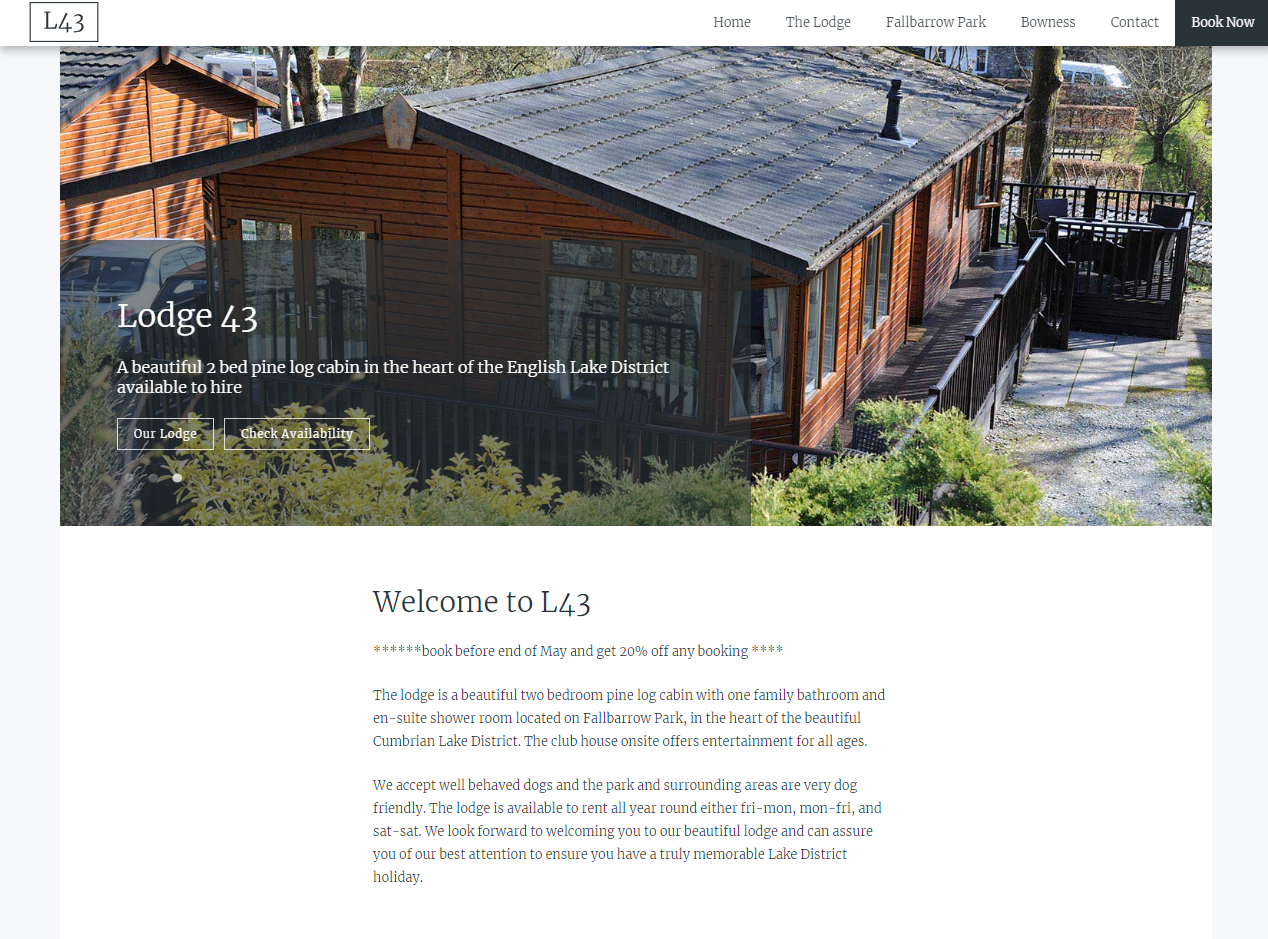 L43
Home The Lodge Fallbarrow Park Bowness Contact Book Now
Lodge 43
A beautiful 2 bed pine log cabin in the heart of the English Lake District
available to hire
Our Lodge Check Availability
Welcome to L43
******book before end of May and get 20% off any booking ****
The lodge is a beautiful two bedroom pine log cabin with one family bathroom and
en-suite shower room located on Fallbarrow Park, in the heart of the beautiful
Cumbrian Lake District. The club house onsite offers entertainment for all ages.
We accept well behaved dogs and the park and surrounding areas are very dog
friendly. The lodge is available to rent all year round either fri-mon, mon-fri, and
sat-sat. We look forward to welcoming you to our beautiful lodge and can assure
you of our best attention to ensure you have a truly memorable Lake District
holiday.